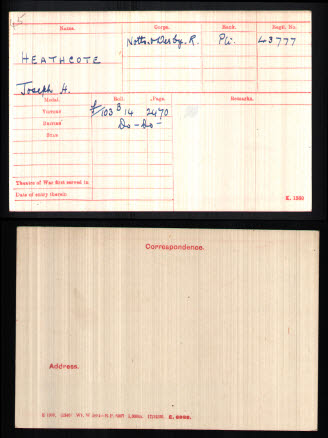 Name. Corps. Rank. Regtl. No.
HEATHCOTE Notts. & Derby. R. Pte. 43777
Joseph H.
Medal. Roll. Page. Remarks.
Victory 103 B 14 2470
British Do - Do -
Star
Theatre of War first served in
Date of entry therein
K. 1380
Correspondence.
Address.